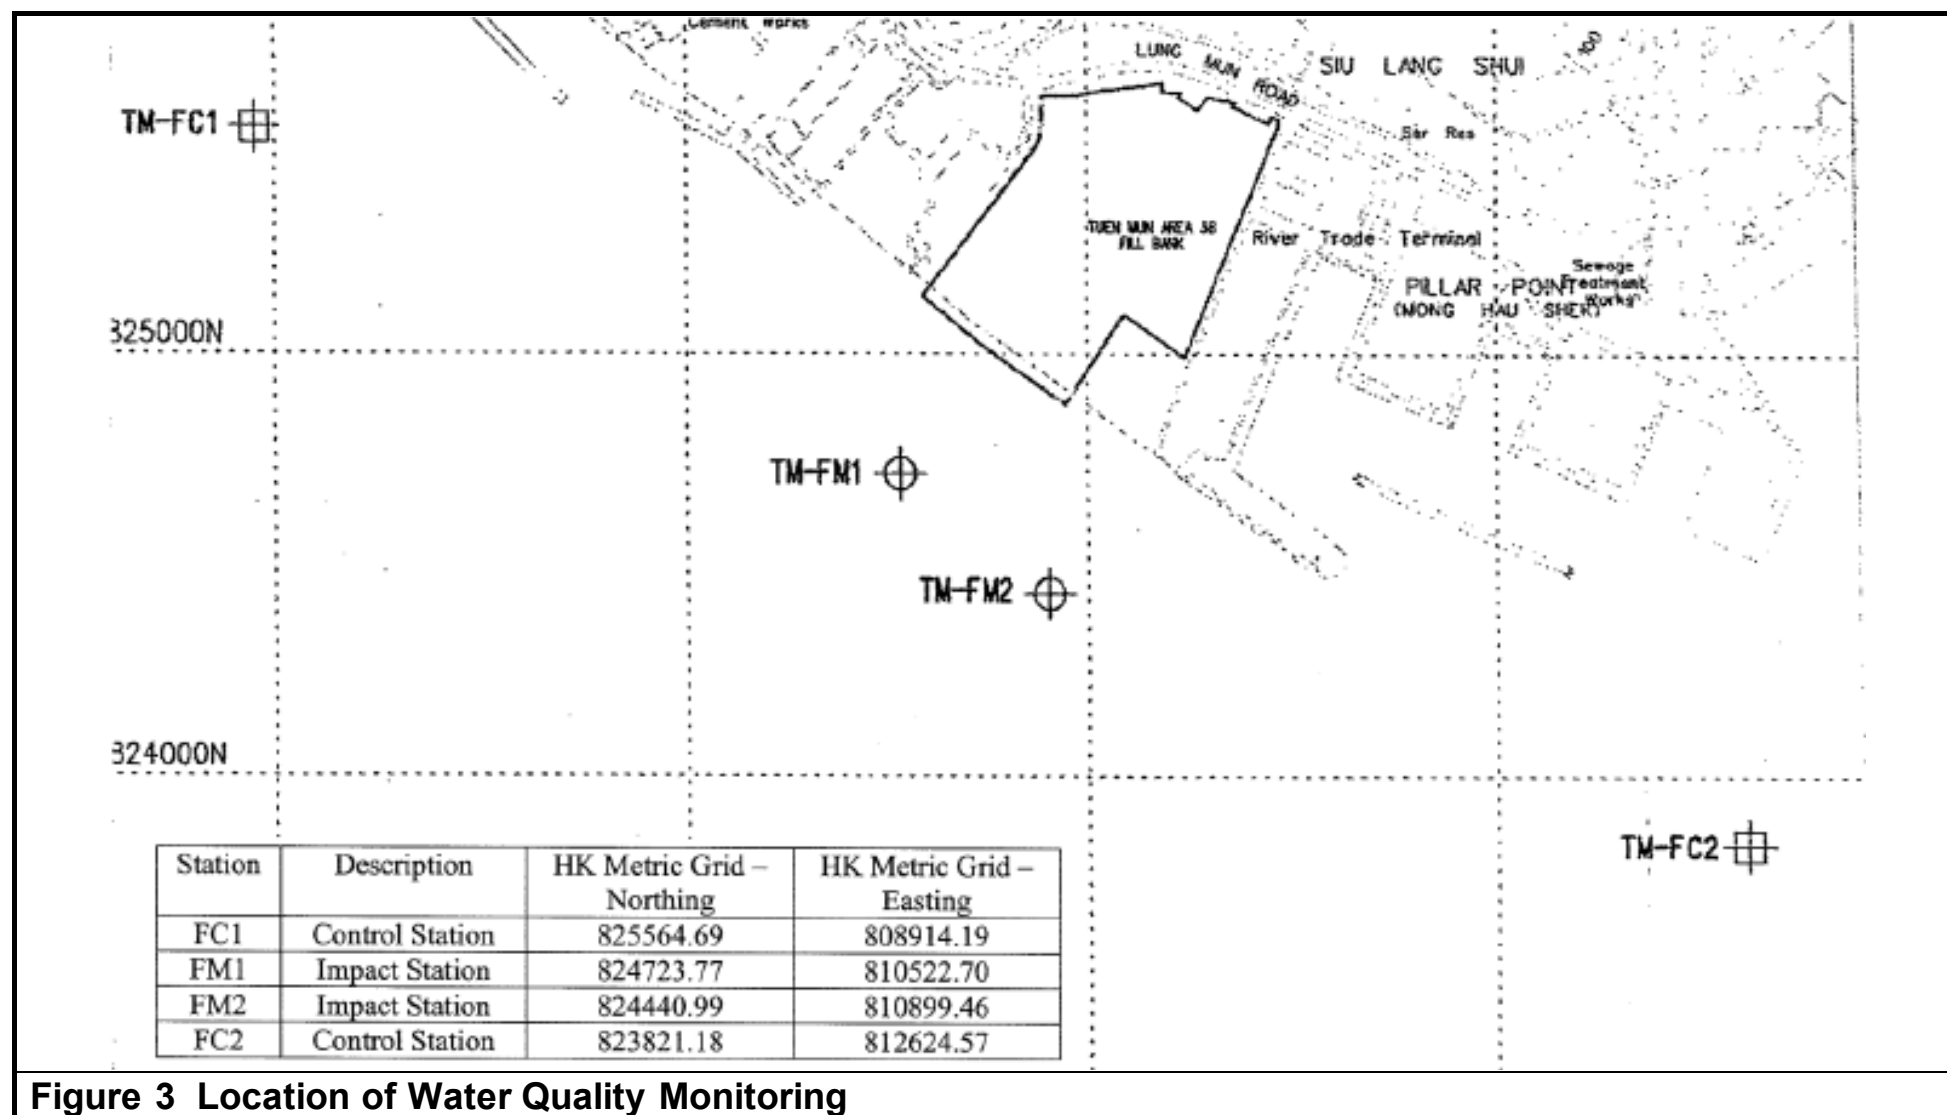 Cement Works
LUNG MUN ROAD
SIU LANG SHUI
100
TM-FC1
Ser Res
TUEN MUN AREA 38
FILL BANK
River Trade Terminal
Sewage
Treatment
Works
PILLAR POINT
(MONG HAU SHEK)
825000N
TM-FM1
TM-FM2
824000N
TM-FC2
Station Description HK Metric Grid – Northing HK Metric Grid – Easting
FC1 Control Station 825564.69 808914.19
FM1 Impact Station 824723.77 810522.70
FM2 Impact Station 824440.99 810899.46
FC2 Control Station 823821.18 812624.57
Figure 3 Location of Water Quality Monitoring